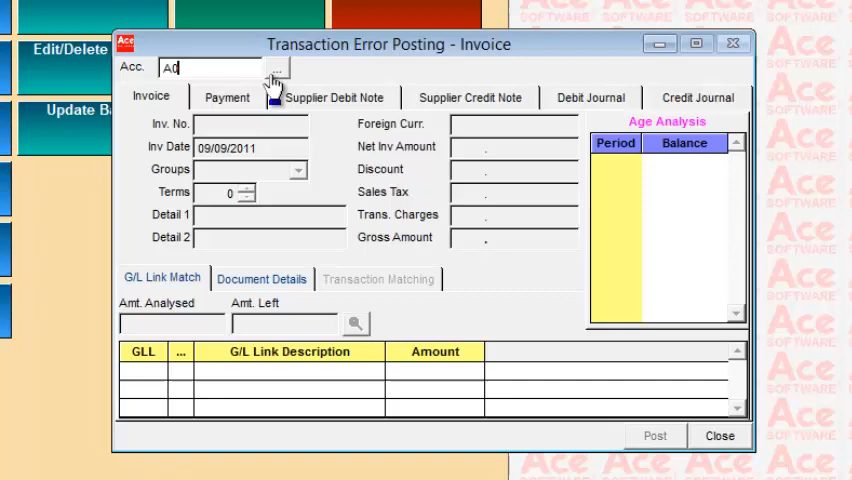 Ace
SOFTWARE
Edit/Delete
Update Ba
Ace Transaction Error Posting - Invoice
Acc. A0 ...
Invoice Payment Supplier Debit Note Supplier Credit Note Debit Journal Credit Journal
Inv. No. Foreign Curr. Age Analysis
Inv Date 09/09/2011 Net Inv Amount . Period Balance
Groups Discount .
Terms 0 Sales Tax .
Detail 1 Trans. Charges .
Detail 2 Gross Amount .
G/L Link Match Document Details Transaction Matching
Amt. Analysed Amt. Left
GLL ... G/L Link Description Amount
Post Close